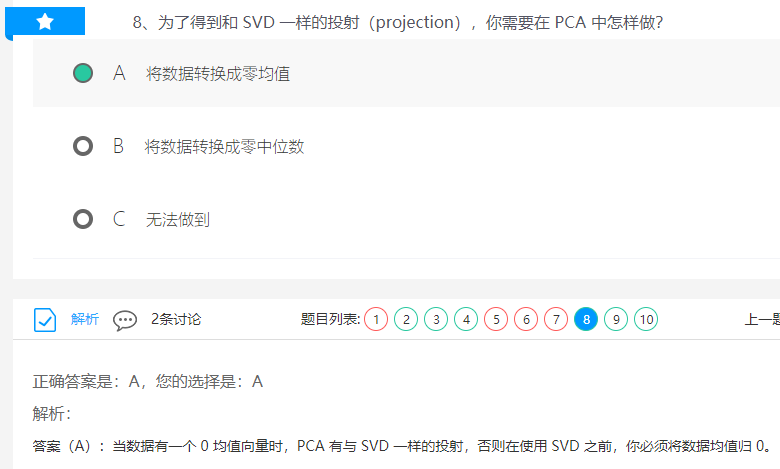 8、为了得到和 SVD 一样的投射（projection），你需要在 PCA 中怎样做？
A 将数据转换成零均值
B 将数据转换成零中位数
C 无法做到
解析 2条讨论 题目列表: 1 2 3 4 5 6 7 8 9 10 上一题
正确答案是：A，您的选择是：A
解析：
答案（A）：当数据有一个 0 均值向量时，PCA 有与 SVD 一样的投射，否则在使用 SVD 之前，你必须将数据均值归 0。